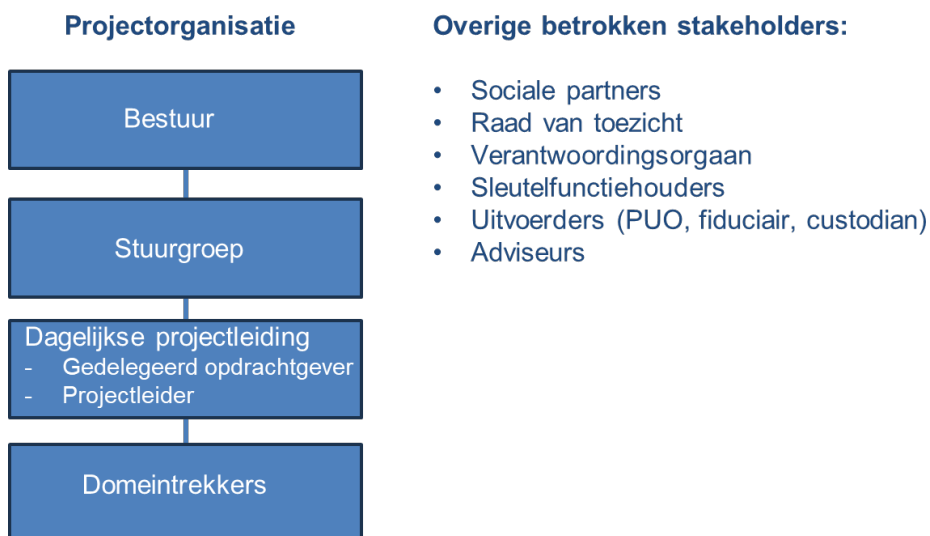 Projectorganisatie
Bestuur
Stuurgroep
Dagelijkse projectleiding
- Gedelegeerd opdrachtgever
- Projectleider
Domeintrekkers
Overige betrokken stakeholders:
• Sociale partners
• Raad van toezicht
• Verantwoordingsorgaan
• Sleutelfunctiehouders
• Uitvoerders (PUO, fiduciair, custodian)
• Adviseurs